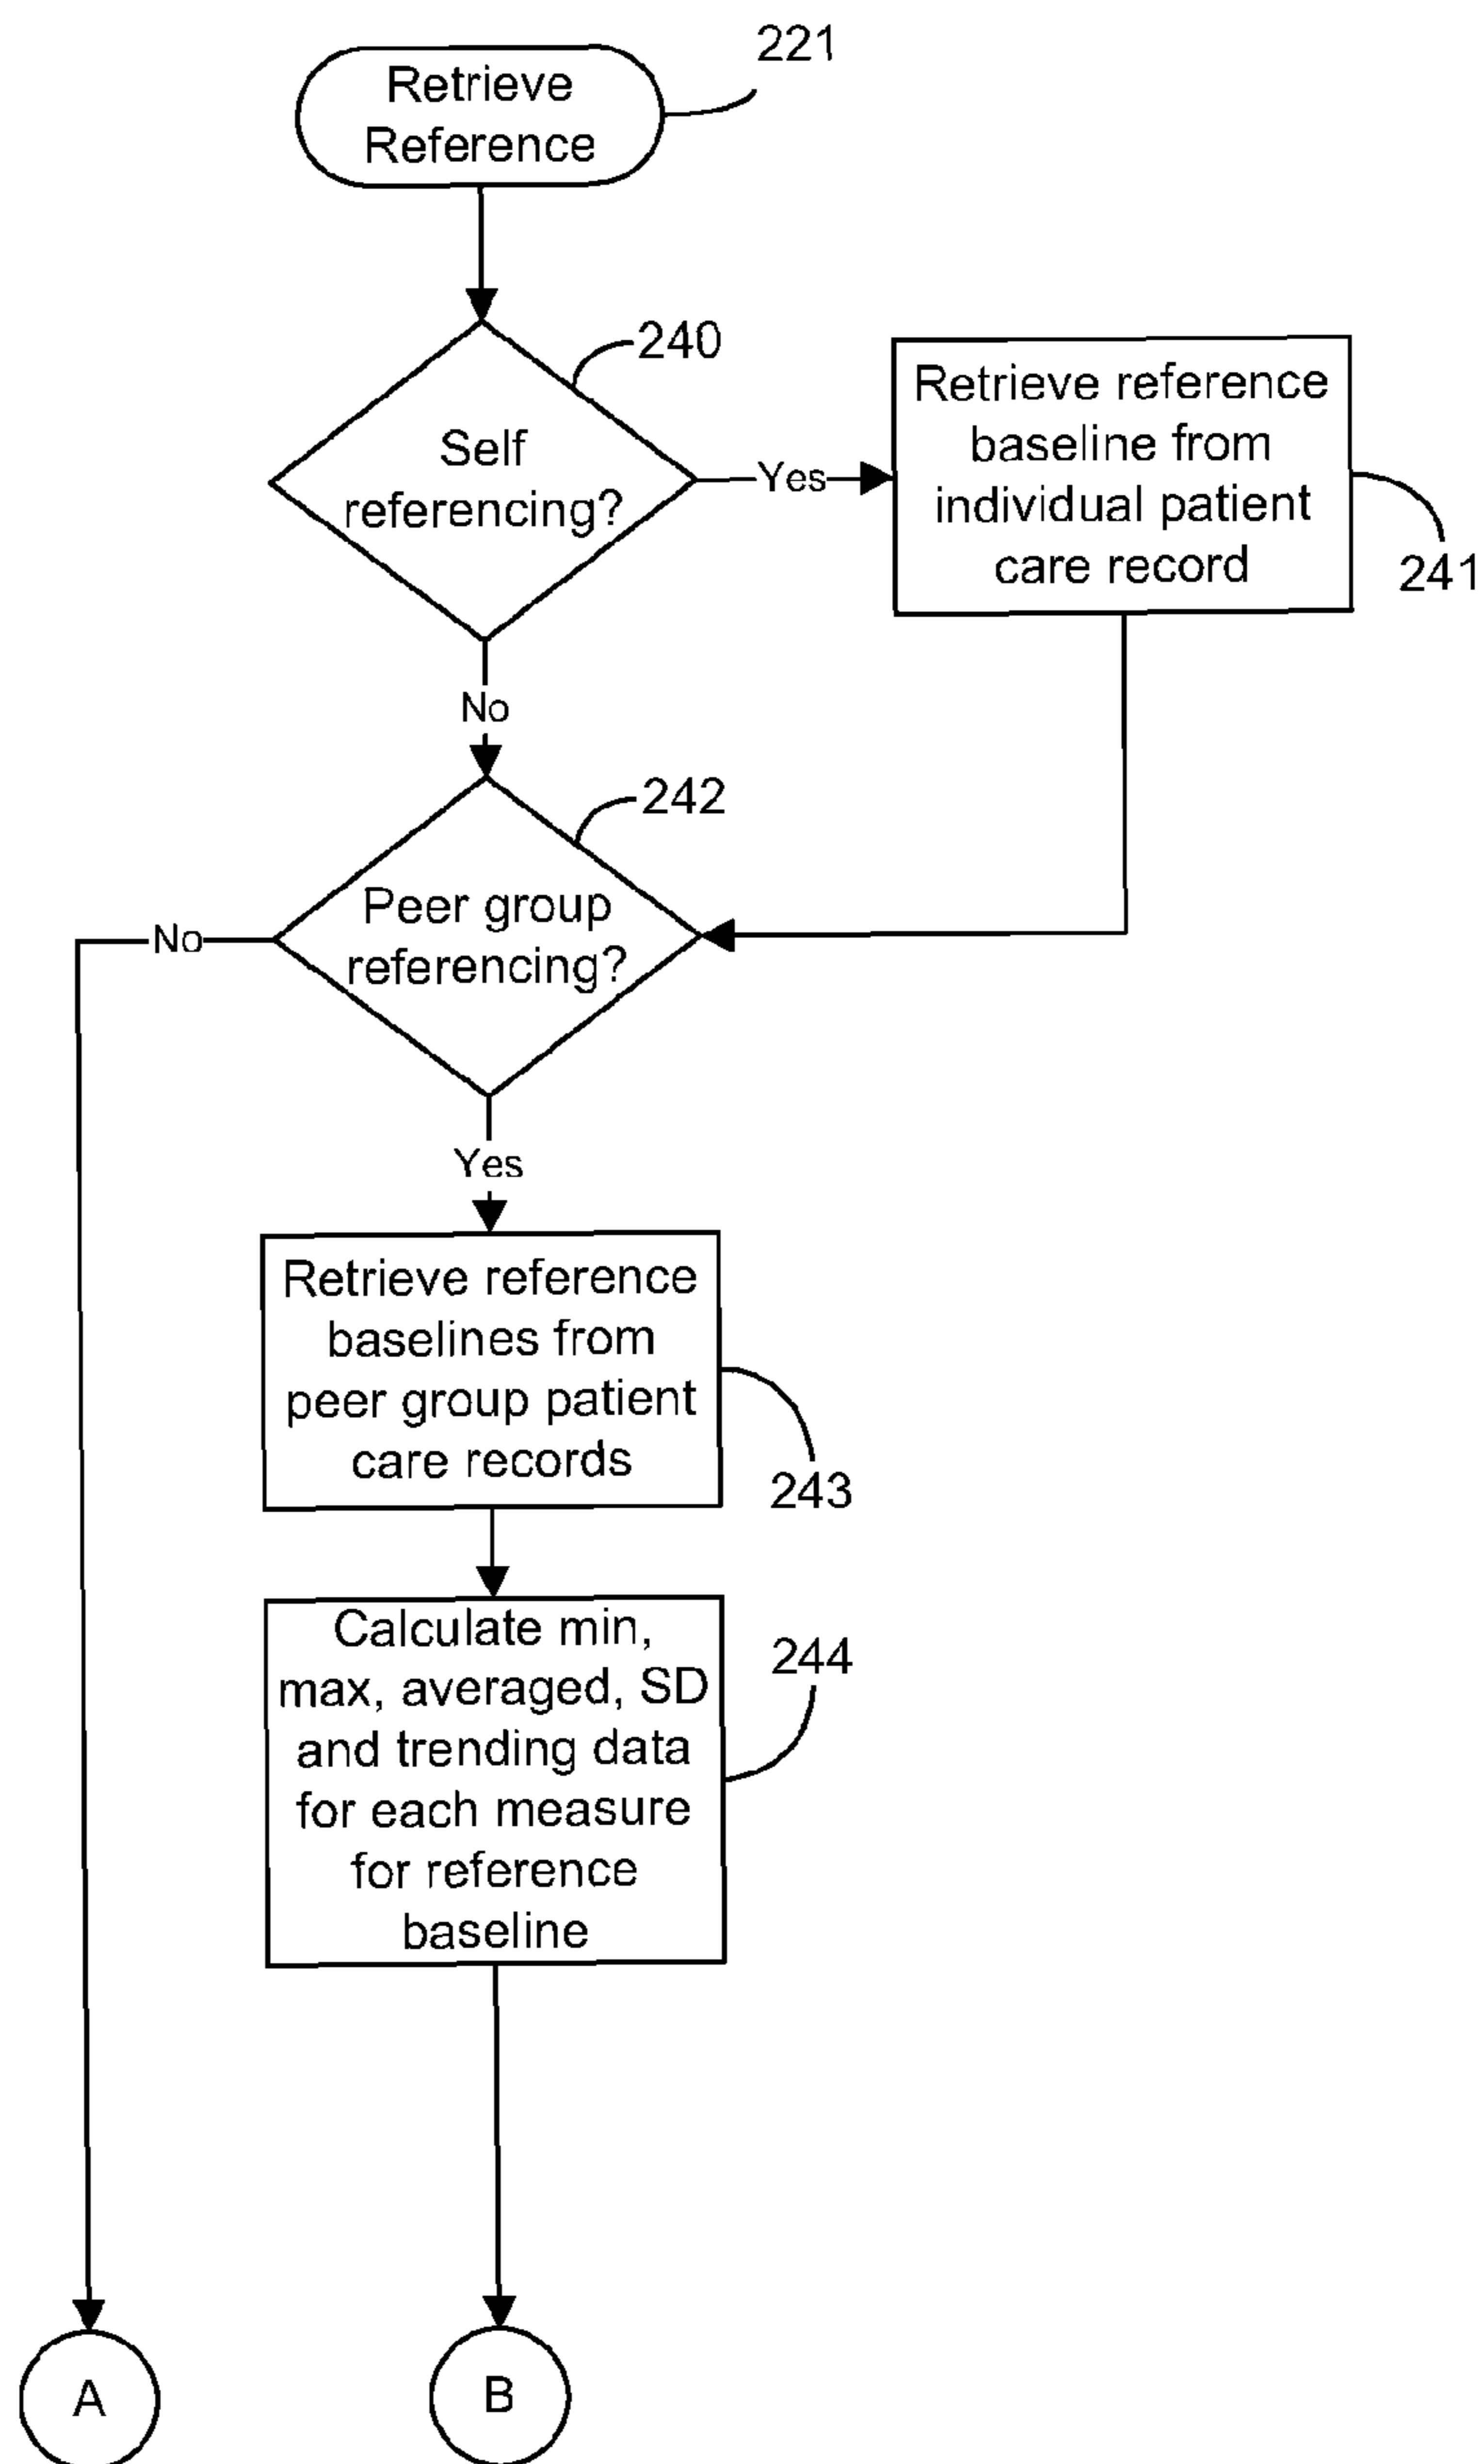 Retrieve
Reference
221
240
Self
referencing?
Yes
Retrieve reference
baseline from
individual patient
care record
241
No
242
Peer group
referencing?
No
Yes
Retrieve reference
baselines from
peer group patient
care records
243
Calculate min,
max, averaged, SD
and trending data
for each measure
for reference
baseline
244
A
B